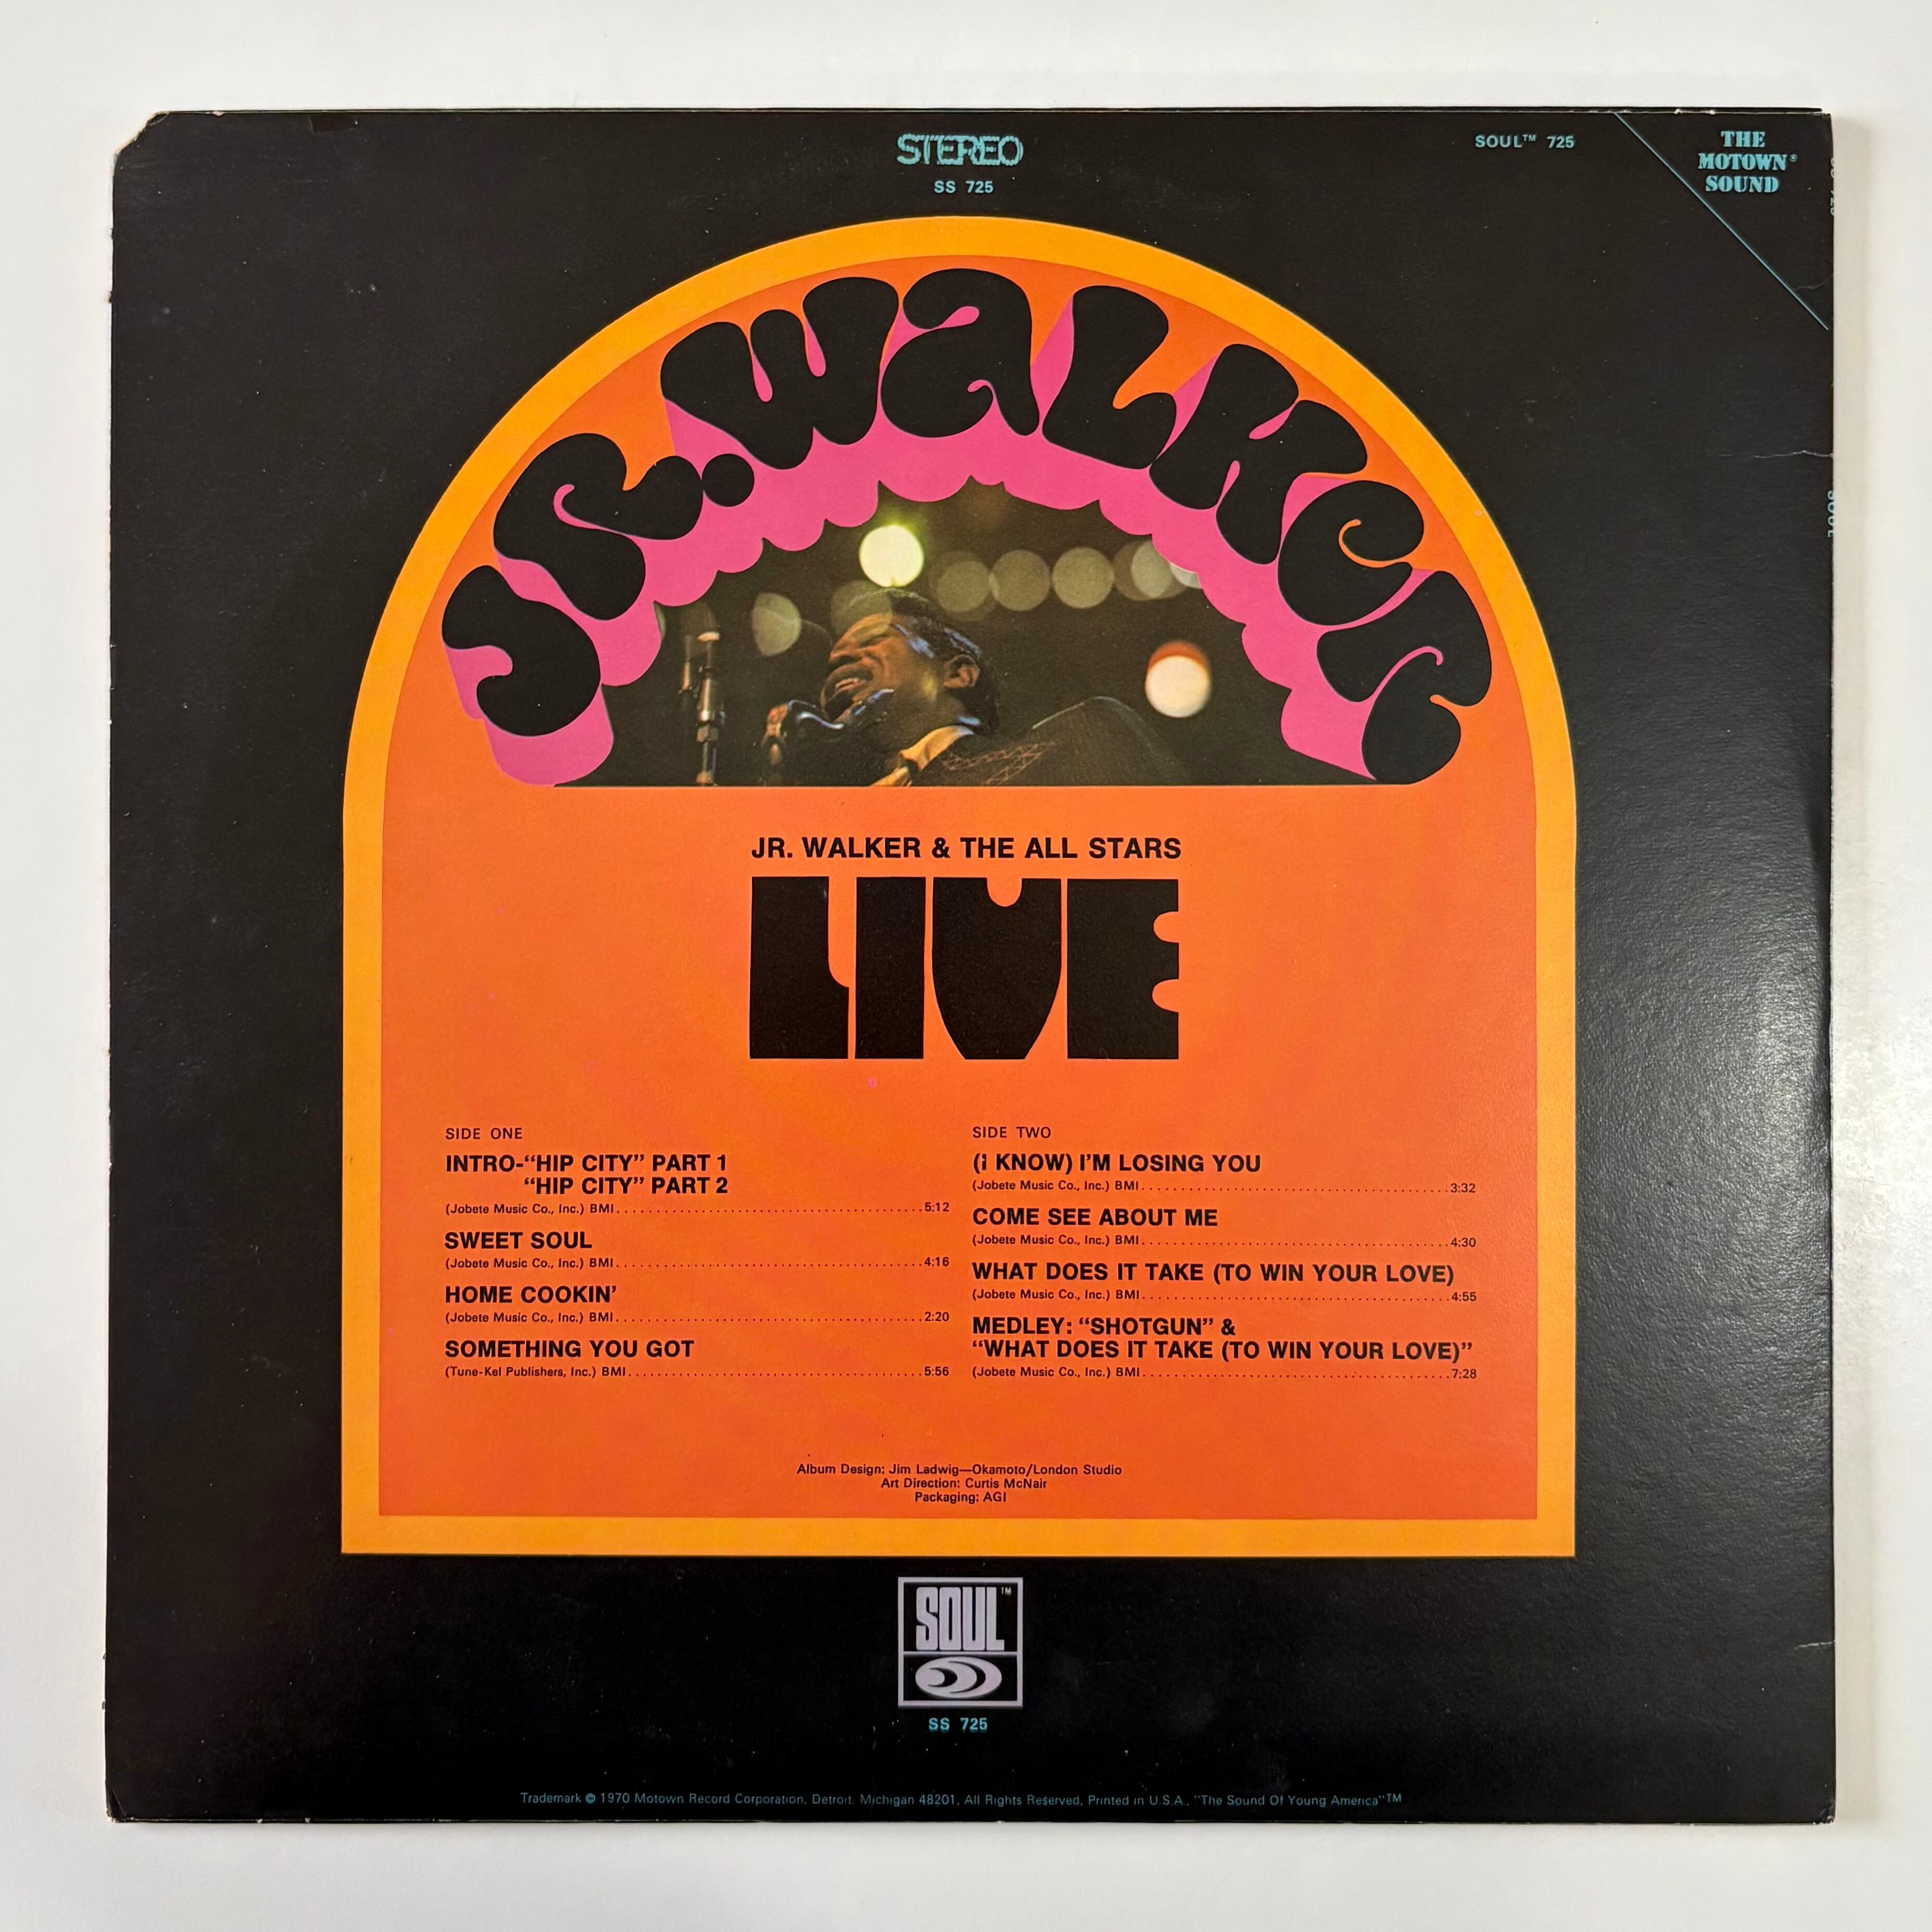 STEREO
SS 725
SOUL™ 725
THE
MOTOWN®
SOUND
JR. WALKER
JR. WALKER & THE ALL STARS
LIVE
SIDE ONE
INTRO-“HIP CITY” PART 1
“HIP CITY” PART 2
(Jobete Music Co., Inc.) BMI. . . . . . . . . . . . . . . . . . . . . . . . . . . . . . . . . . . . . . .5:12
SWEET SOUL
(Jobete Music Co., Inc.) BMI. . . . . . . . . . . . . . . . . . . . . . . . . . . . . . . . . . . . . . .4:16
HOME COOKIN’
(Jobete Music Co., Inc.) BMI. . . . . . . . . . . . . . . . . . . . . . . . . . . . . . . . . . . . . . .2:20
SOMETHING YOU GOT
(Tune-Kel Publishers, Inc.) BMI. . . . . . . . . . . . . . . . . . . . . . . . . . . . . . . . . . . . .5:56
SIDE TWO
(i KNOW) I’M LOSING YOU
(Jobete Music Co., Inc.) BMI. . . . . . . . . . . . . . . . . . . . . . . . . . . . . . . . . . . . . . .3:32
COME SEE ABOUT ME
(Jobete Music Co., Inc.) BMI. . . . . . . . . . . . . . . . . . . . . . . . . . . . . . . . . . . . . . .4:30
WHAT DOES IT TAKE (TO WIN YOUR LOVE)
(Jobete Music Co., Inc.) BMI. . . . . . . . . . . . . . . . . . . . . . . . . . . . . . . . . . . . . . .4:55
MEDLEY: “SHOTGUN” &
“WHAT DOES IT TAKE (TO WIN YOUR LOVE)”
(Jobete Music Co., Inc.) BMI. . . . . . . . . . . . . . . . . . . . . . . . . . . . . . . . . . . . . . .7:28
Album Design: Jim Ladwig—Okamoto/London Studio
Art Direction: Curtis McNair
Packaging: AGI
SOUL™
SS 725
Trademark © 1970 Motown Record Corporation, Detroit, Michigan 48201, All Rights Reserved, Printed in U.S.A., "The Sound Of Young America"™